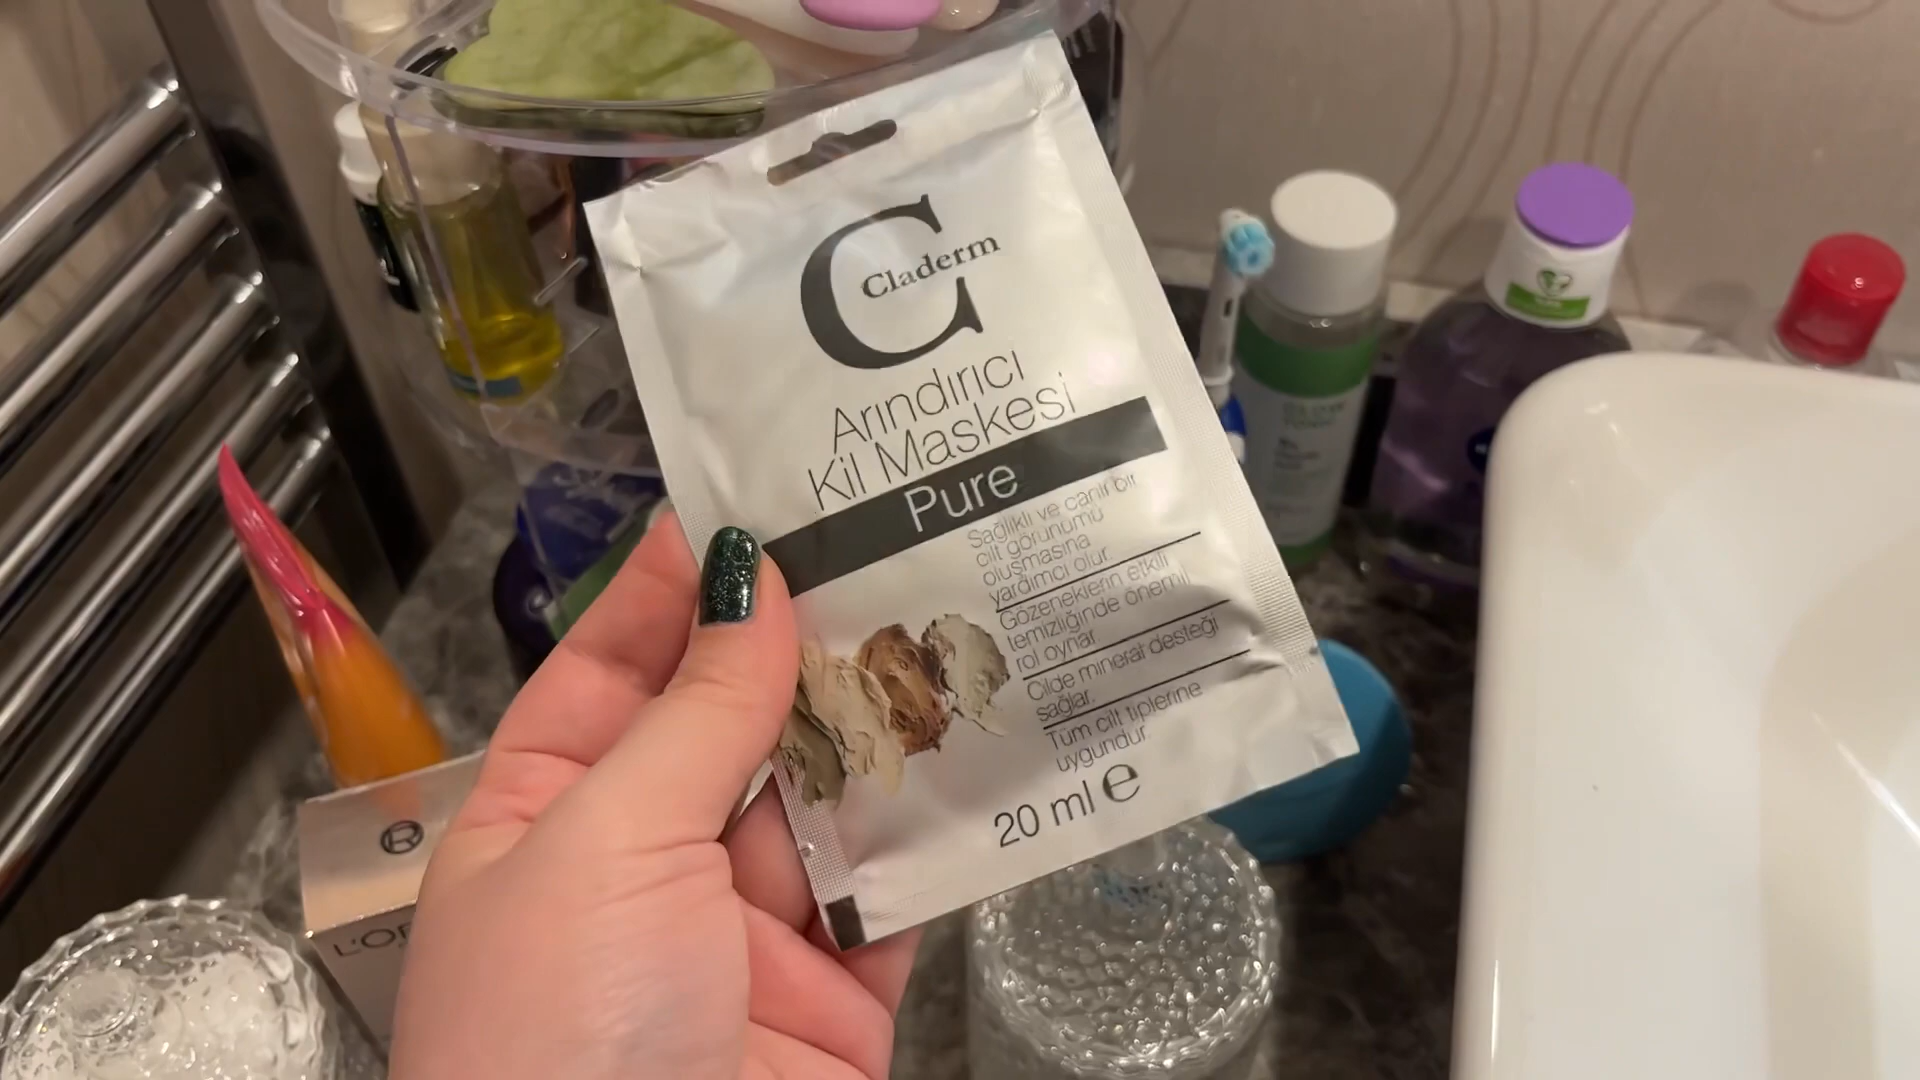 C
Claderm
Arındırıcı
Kil Maskesi
Pure
Sağlıklı ve canlı bir
cilt görünümü
oluşmasına
yardımcı olur.
Gözeneklerin etkili
temizliğinde önemli
rol oynar.
Cilde mineral desteği
sağlar.
Tüm cilt tiplerine
uygundur.
20 ml ℮